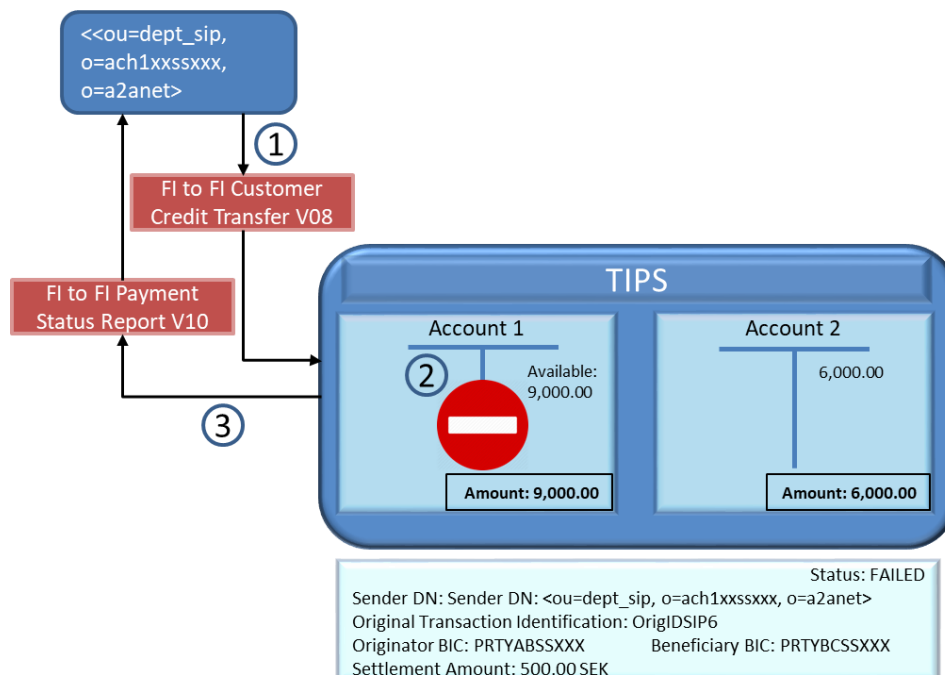 <<ou=dept_sip,
o=ach1xxssxxx,
o=a2anet>
1
FI to FI Customer
Credit Transfer V08
FI to FI Payment
Status Report V10
TIPS
Account 1
2
Available:
9,000.00
Amount: 9,000.00
Account 2
6,000.00
Amount: 6,000.00
3
Status: FAILED
Sender DN: Sender DN: <ou=dept_sip, o=ach1xxssxxx, o=a2anet>
Original Transaction Identification: OrigIDSIP6
Originator BIC: PRTYABSSXXX Beneficiary BIC: PRTYBCSSXXX
Settlement Amount: 500.00 SEK